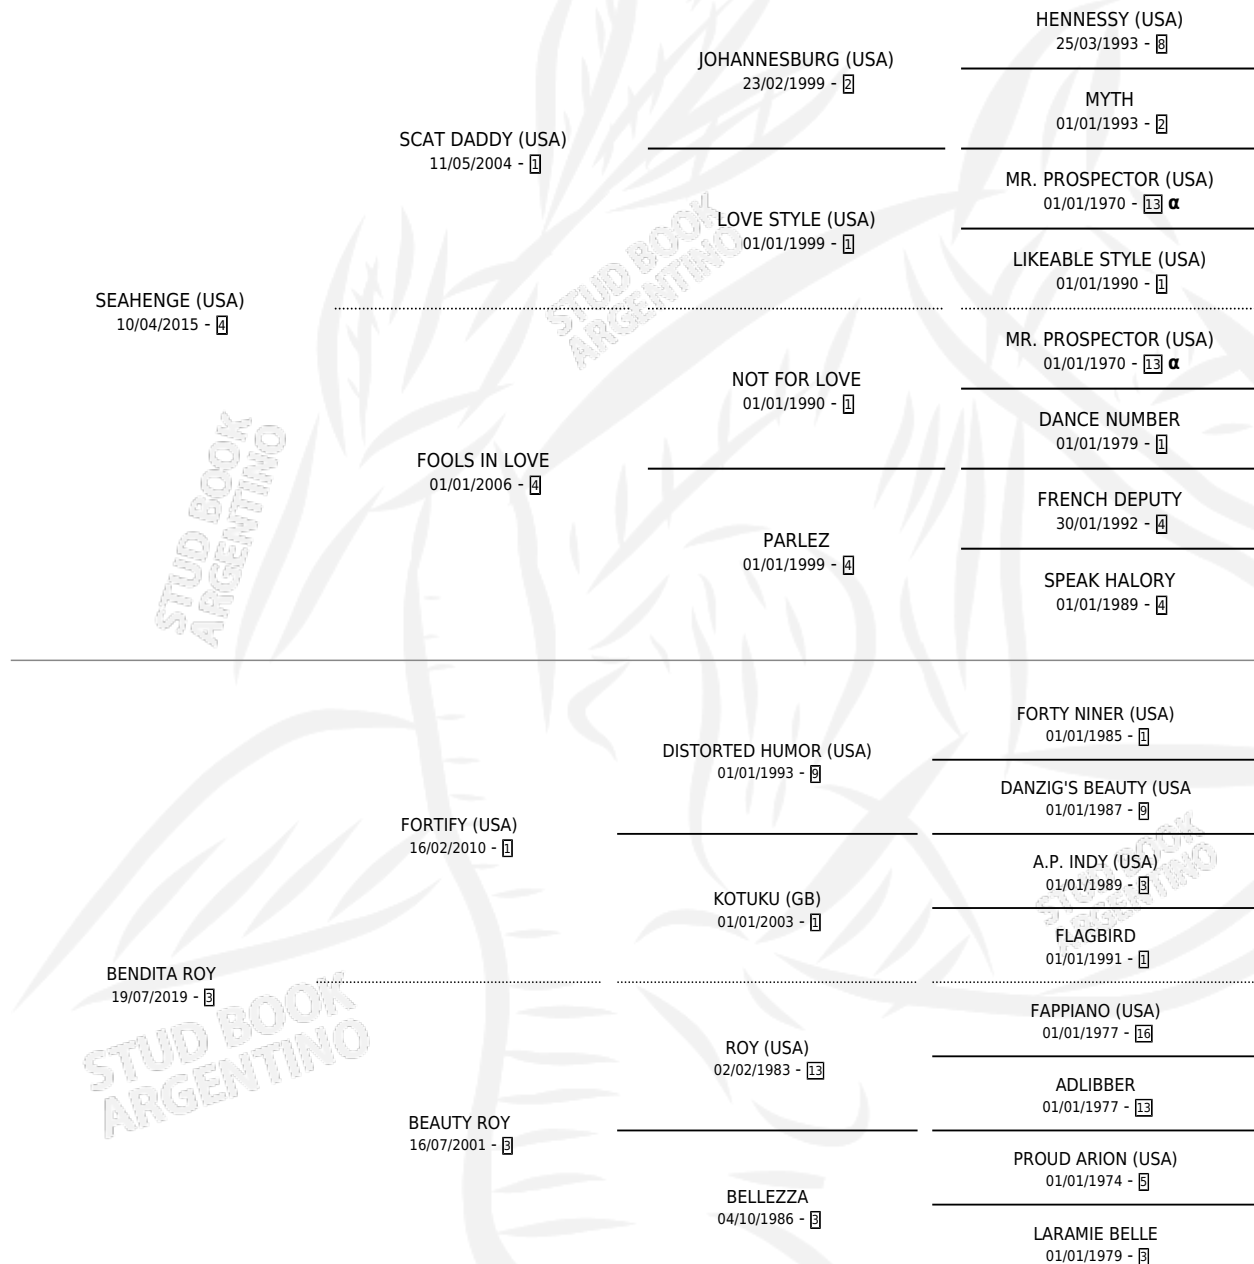 HENNESSY (USA)
25/03/1993 - 8
JOHANNESBURG (USA)
23/02/1999 - 2
MYTH
01/01/1993 - 2
SCAT DADDY (USA)
11/05/2004 - 1
MR. PROSPECTOR (USA)
01/01/1970 - 13 α
LOVE STYLE (USA)
01/01/1999 - 1
LIKEABLE STYLE (USA)
01/01/1990 - 1
STUD BOOK
ARGENTINO
SEAHENGE (USA)
10/04/2015 - 4
MR. PROSPECTOR (USA)
01/01/1970 - 13 α
NOT FOR LOVE
01/01/1990 - 1
DANCE NUMBER
01/01/1979 - 1
FOOLS IN LOVE
01/01/2006 - 4
FRENCH DEPUTY
30/01/1992 - 4
PARLEZ
01/01/1999 - 4
SPEAK HALORY
01/01/1989 - 4
STUD BOOK
ARGENTINO
FORTY NINER (USA)
01/01/1985 - 1
DISTORTED HUMOR (USA)
01/01/1993 - 9
DANZIG'S BEAUTY (USA
01/01/1987 - 9
FORTIFY (USA)
16/02/2010 - 1
A.P. INDY (USA)
01/01/1989 - 3
STUD BOOK
ARGENTINO
KOTUKU (GB)
01/01/2003 - 1
FLAGBIRD
01/01/1991 - 1
BENDITA ROY
19/07/2019 - 3
STUD BOOK
ARGENTINO
FAPPIANO (USA)
01/01/1977 - 16
ROY (USA)
02/02/1983 - 13
ADLIBBER
01/01/1977 - 13
BEAUTY ROY
16/07/2001 - 3
PROUD ARION (USA)
01/01/1974 - 5
BELLEZZA
04/10/1986 - 3
LARAMIE BELLE
01/01/1979 - 3